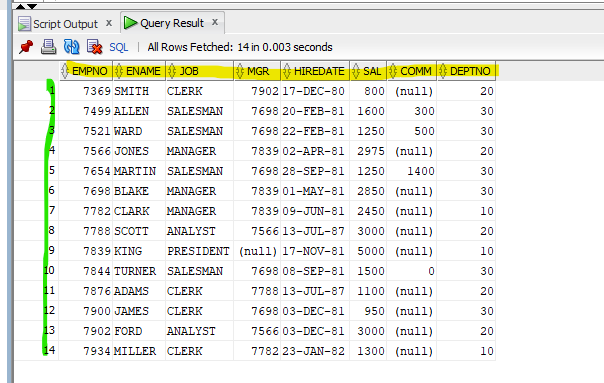 Script Output × Query Result ×
SQL | All Rows Fetched: 14 in 0.003 seconds
EMPNO ENAME JOB MGR HIREDATE SAL COMM DEPTNO
1 7369 SMITH CLERK 7902 17-DEC-80 800 (null) 20
2 7499 ALLEN SALESMAN 7698 20-FEB-81 1600 300 30
3 7521 WARD SALESMAN 7698 22-FEB-81 1250 500 30
4 7566 JONES MANAGER 7839 02-APR-81 2975 (null) 20
5 7654 MARTIN SALESMAN 7698 28-SEP-81 1250 1400 30
6 7698 BLAKE MANAGER 7839 01-MAY-81 2850 (null) 30
7 7782 CLARK MANAGER 7839 09-JUN-81 2450 (null) 10
8 7788 SCOTT ANALYST 7566 13-JUL-87 3000 (null) 20
9 7839 KING PRESIDENT (null) 17-NOV-81 5000 (null) 10
10 7844 TURNER SALESMAN 7698 08-SEP-81 1500 0 30
11 7876 ADAMS CLERK 7788 13-JUL-87 1100 (null) 20
12 7900 JAMES CLERK 7698 03-DEC-81 950 (null) 30
13 7902 FORD ANALYST 7566 03-DEC-81 3000 (null) 20
14 7934 MILLER CLERK 7782 23-JAN-82 1300 (null) 10